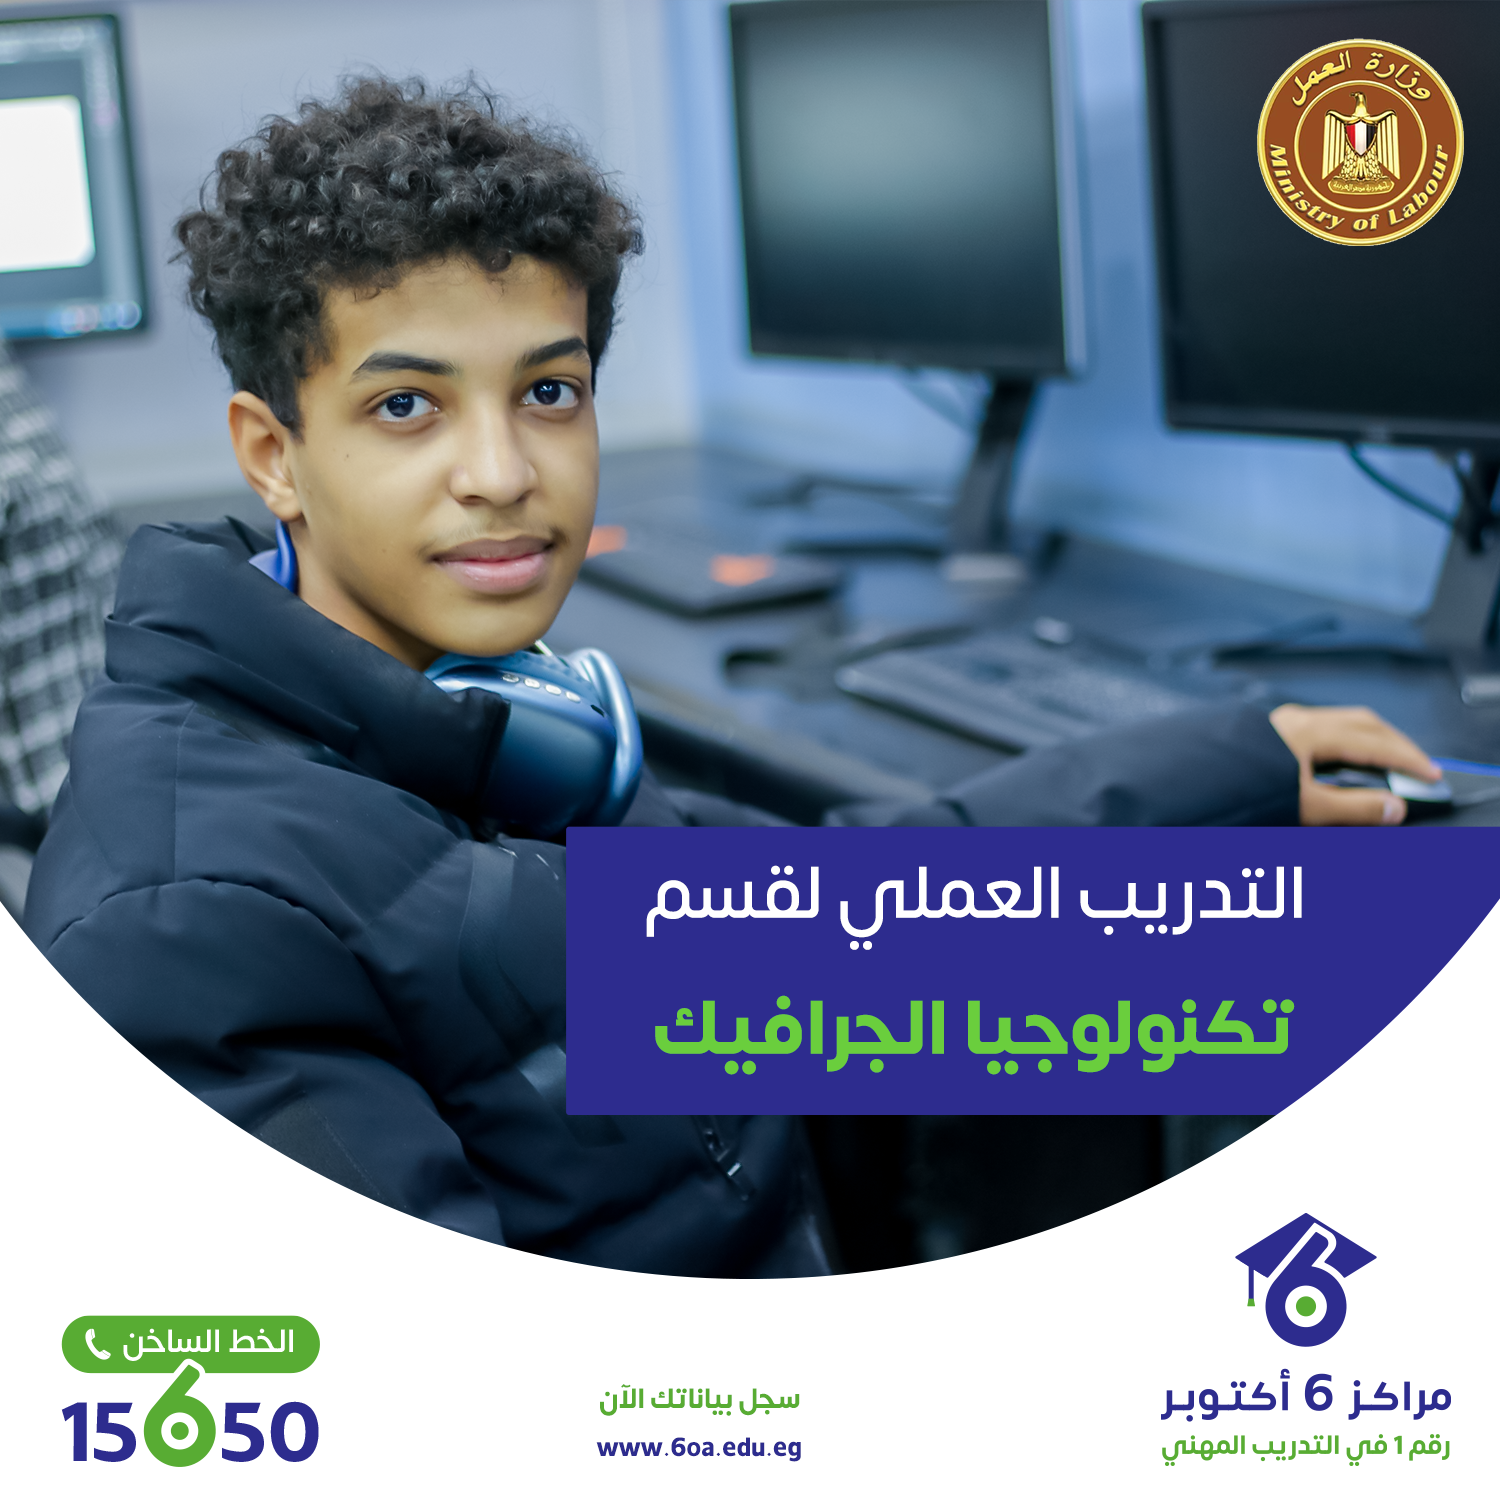 وزارة العمل
Ministry of Labour
التدريب العملي لقسم
تكنولوجيا الجرافيك
مراكز 6 أكتوبر
رقم 1 في التدريب المهني
سجل بياناتك الآن
www.6oa.edu.eg
الخط الساخن
15650